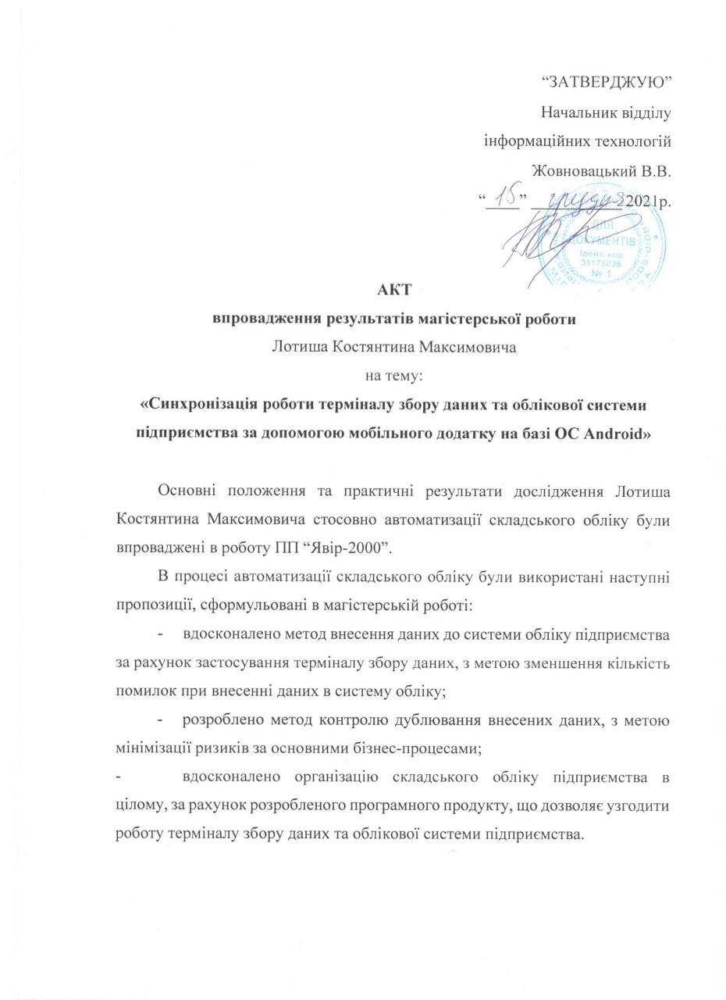 “ЗАТВЕРДЖУЮ”
Начальник відділу
інформаційних технологій
Жовновацький В.В.
“15” грудня 2021р.
ДЛЯ
ДОКУМЕНТІВ
Ідент. код
31175036
№ 1
АКТ
впровадження результатів магістерської роботи
Лотиша Костянтина Максимовича
на тему:
«Синхронізація роботи терміналу збору даних та облікової системи
підприємства за допомогою мобільного додатку на базі ОС Android»
Основні положення та практичні результати дослідження Лотиша
Костянтина Максимовича стосовно автоматизації складського обліку були
впроваджені в роботу ПП “Явір-2000”.
В процесі автоматизації складського обліку були використані наступні
пропозиції, сформульовані в магістерській роботі:
- вдосконалено метод внесення даних до системи обліку підприємства
за рахунок застосування терміналу збору даних, з метою зменшення кількість
помилок при внесенні даних в систему обліку;
- розроблено метод контролю дублювання внесених даних, з метою
мінімізації ризиків за основними бізнес-процесами;
- вдосконалено організацію складського обліку підприємства в
цілому, за рахунок розробленого програмного продукту, що дозволяє узгодити
роботу терміналу збору даних та облікової системи підприємства.